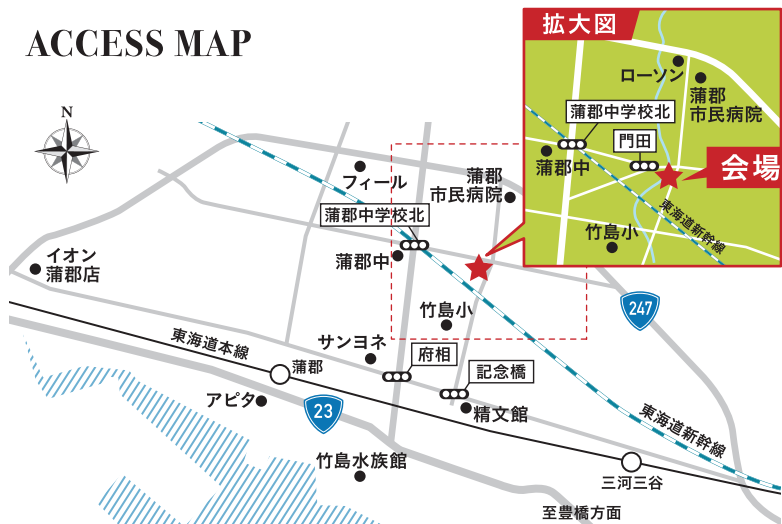 ACCESS MAP
拡大図
ローソン
蒲郡
市民病院
蒲郡中学校北
門田
蒲郡中
会場
東海道新幹線
竹島小
N
フィール
蒲郡
市民病院
蒲郡中学校北
蒲郡中
イオン
蒲郡店
竹島小
247
東海道本線
サンヨネ
蒲郡
府相
記念橋
アピタ
23
精文館
東海道新幹線
竹島水族館
三河三谷
至豊橋方面